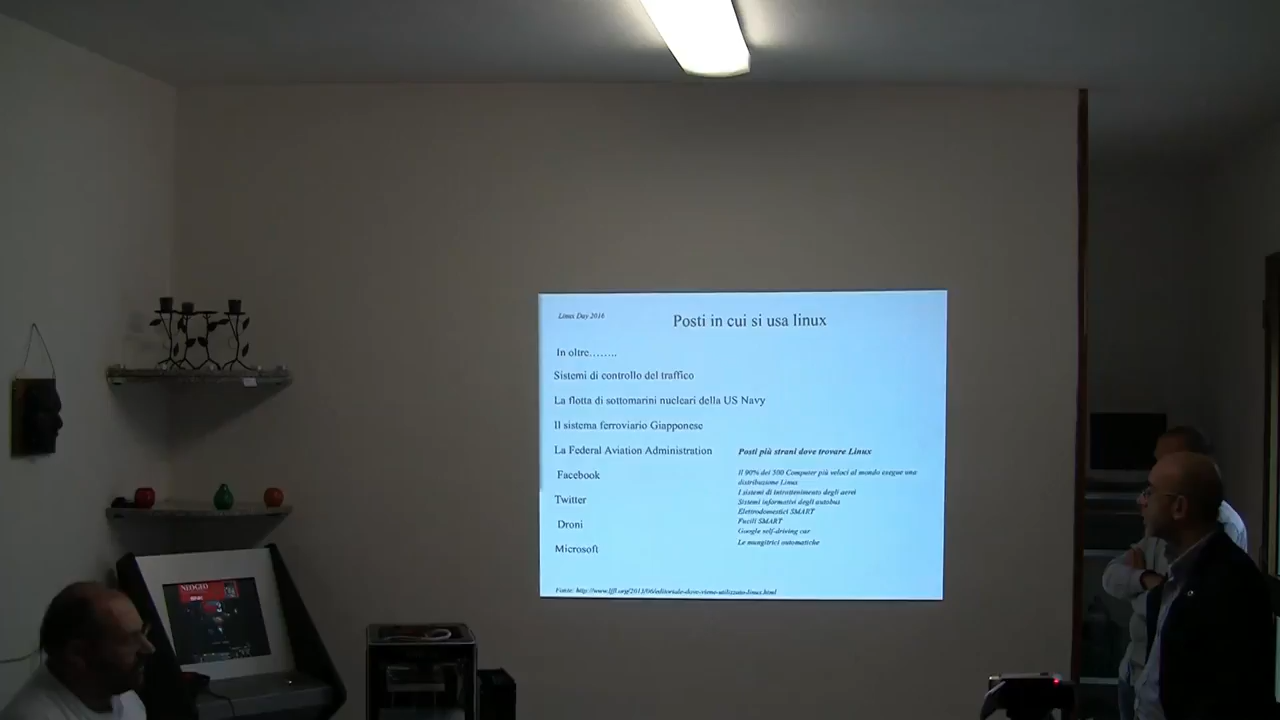 Linux Day 2016
Posti in cui si usa linux
In oltre........
Sistemi di controllo del traffico
La flotta di sottomarini nucleari della US Navy
Il sistema ferroviario Giapponese
La Federal Aviation Administration
Facebook
Twitter
Droni
Microsoft
Posti più strani dove trovare Linux
Il 90% dei 500 Computer più veloci al mondo esegue una
distribuzione Linux
I sistemi di intrattenimento degli aerei
Sistemi informativi degli autobus
Elettrodomestici SMART
Fucili SMART
Google self-driving car
Le mungitrici automatiche
Fonte:
NEOGEO